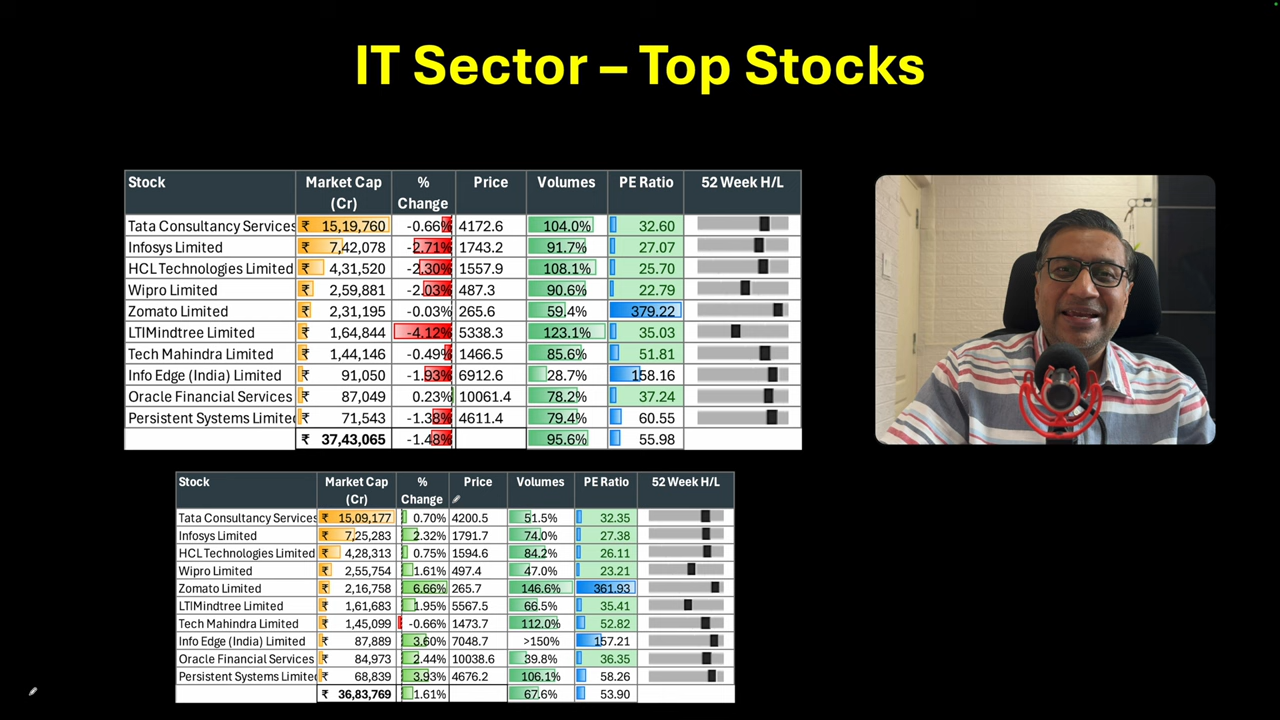 IT Sector – Top Stocks
Stock Market Cap (Cr) % Change Price Volumes PE Ratio 52 Week H/L
Tata Consultancy Services ₹ 15,19,760 -0.66% 4172.6 104.0% 32.60
Infosys Limited ₹ 7,42,078 -2.71% 1743.2 91.7% 27.07
HCL Technologies Limited ₹ 4,31,520 -2.30% 1557.9 108.1% 25.70
Wipro Limited ₹ 2,59,881 -2.03% 487.3 90.6% 22.79
Zomato Limited ₹ 2,31,195 -0.03% 265.6 59.4% 379.22
LTIMindtree Limited ₹ 1,64,844 -4.12% 5338.3 123.1% 35.03
Tech Mahindra Limited ₹ 1,44,146 -0.49% 1466.5 85.6% 51.81
Info Edge (India) Limited ₹ 91,050 -1.93% 6912.6 28.7% 158.16
Oracle Financial Services ₹ 87,049 0.23% 10061.4 78.2% 37.24
Persistent Systems Limited ₹ 71,543 -1.38% 4611.4 79.4% 60.55
₹ 37,43,065 -1.48% 95.6% 55.98
Stock Market Cap (Cr) % Change Price Volumes PE Ratio 52 Week H/L
Tata Consultancy Services ₹ 15,09,177 0.70% 4200.5 51.5% 32.35
Infosys Limited ₹ 7,25,283 2.32% 1791.7 74.0% 27.38
HCL Technologies Limited ₹ 4,28,313 0.75% 1594.6 84.2% 26.11
Wipro Limited ₹ 2,55,754 1.61% 497.4 47.0% 23.21
Zomato Limited ₹ 2,16,758 6.66% 265.7 146.6% 361.93
LTIMindtree Limited ₹ 1,61,683 1.95% 5567.5 66.5% 35.41
Tech Mahindra Limited ₹ 1,45,099 -0.66% 1473.7 112.0% 52.82
Info Edge (India) Limited ₹ 87,889 3.60% 7048.7 >150% 157.21
Oracle Financial Services ₹ 84,973 2.44% 10038.6 39.8% 36.35
Persistent Systems Limited ₹ 68,839 3.93% 4676.2 106.1% 58.26
₹ 36,83,769 1.61% 67.6% 53.90